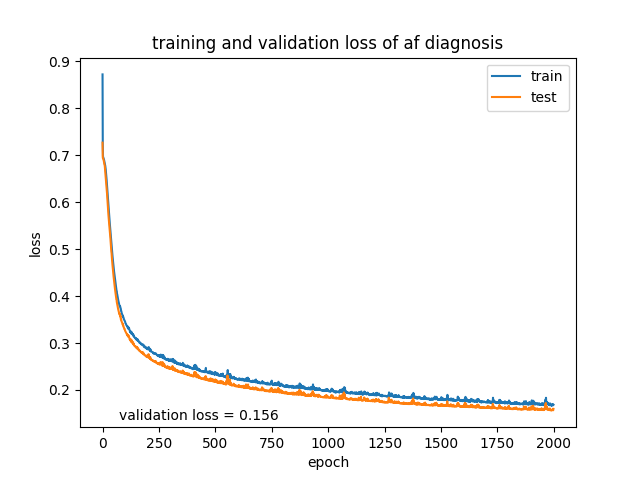 training and validation loss of af diagnosis
train
test
loss
0.9
0.8
0.7
0.6
0.5
0.4
0.3
0.2
validation loss = 0.156
0
250
500
750
1000
1250
1500
1750
2000
epoch